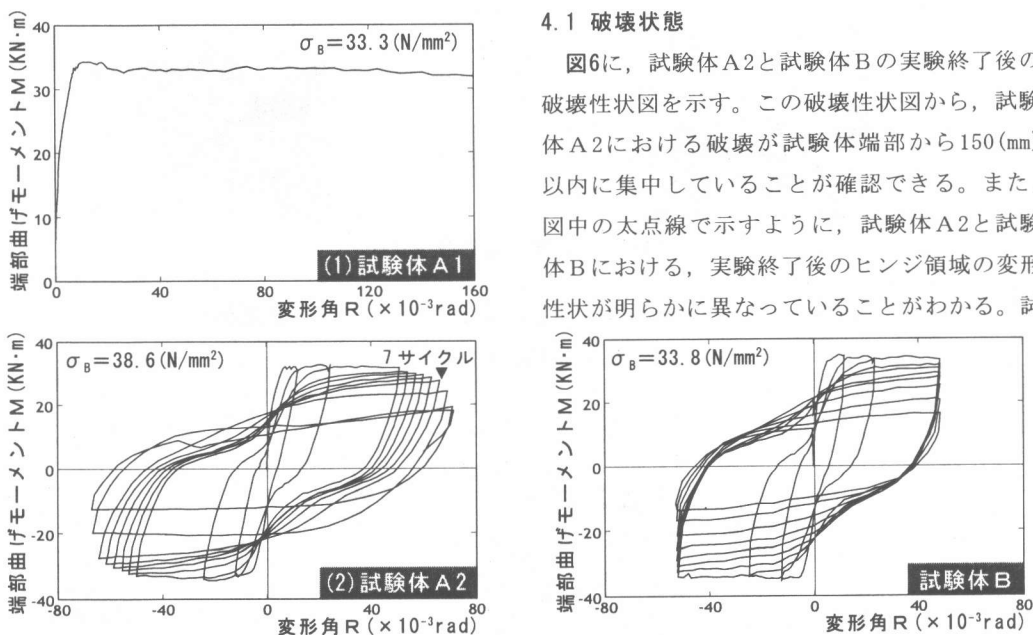 端部曲げモーメントM(KN・m)
40
30
20
10
0
σB=33.3(N/mm²)
(1)試験体A1
0
40
80
120
160
変形角R(×10⁻³rad)
4.1 破壊状態
図6に，試験体A2と試験体Bの実験終了後の
破壊性状図を示す。この破壊性状図から，試験
体A2における破壊が試験体端部から150(mm)
以内に集中していることが確認できる。また，
図中の太点線で示すように，試験体A2と試験
体Bにおける，実験終了後のヒンジ領域の変形
性状が明らかに異なっていることがわかる。試
端部曲げモーメントM(KN・m)
40
20
0
-20
-40
σB=38.6(N/mm²)
7サイクル
(2)試験体A2
-80
-40
0
40
80
変形角R(×10⁻³rad)
端部曲げモーメントM(KN・m)
40
20
0
-20
-40
σB=33.8(N/mm²)
試験体B
-80
-40
0
40
80
変形角R(×10⁻³rad)